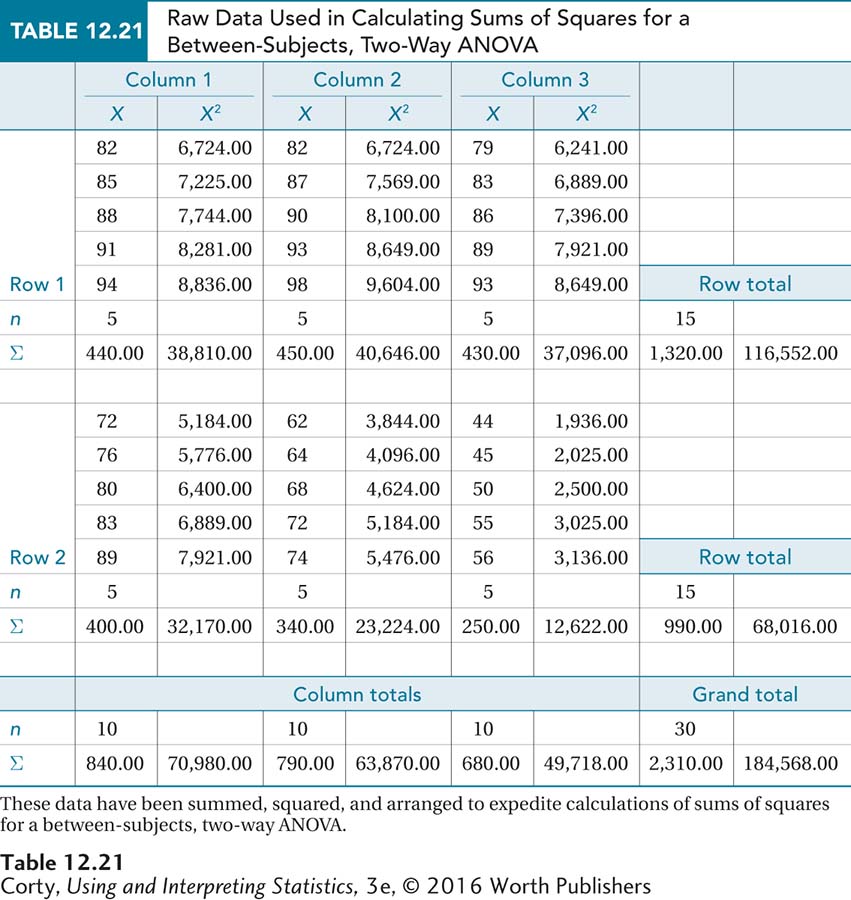 TABLE 12.21
Raw Data Used in Calculating Sums of Squares for a
Between-Subjects, Two-Way ANOVA
Column 1 Column 2 Column 3
X X² X X² X X²
82 6,724.00 82 6,724.00 79 6,241.00
85 7,225.00 87 7,569.00 83 6,889.00
88 7,744.00 90 8,100.00 86 7,396.00
91 8,281.00 93 8,649.00 89 7,921.00
Row 1 94 8,836.00 98 9,604.00 93 8,649.00 Row total
n 5 5 5 15
Σ 440.00 38,810.00 450.00 40,646.00 430.00 37,096.00 1,320.00 116,552.00
72 5,184.00 62 3,844.00 44 1,936.00
76 5,776.00 64 4,096.00 45 2,025.00
80 6,400.00 68 4,624.00 50 2,500.00
83 6,889.00 72 5,184.00 55 3,025.00
Row 2 89 7,921.00 74 5,476.00 56 3,136.00 Row total
n 5 5 5 15
Σ 400.00 32,170.00 340.00 23,224.00 250.00 12,622.00 990.00 68,016.00
Column totals Grand total
n 10 10 10 30
Σ 840.00 70,980.00 790.00 63,870.00 680.00 49,718.00 2,310.00 184,568.00
These data have been summed, squared, and arranged to expedite calculations of sums of squares
for a between-subjects, two-way ANOVA.
Table 12.21
Corty, Using and Interpreting Statistics, 3e, © 2016 Worth Publishers